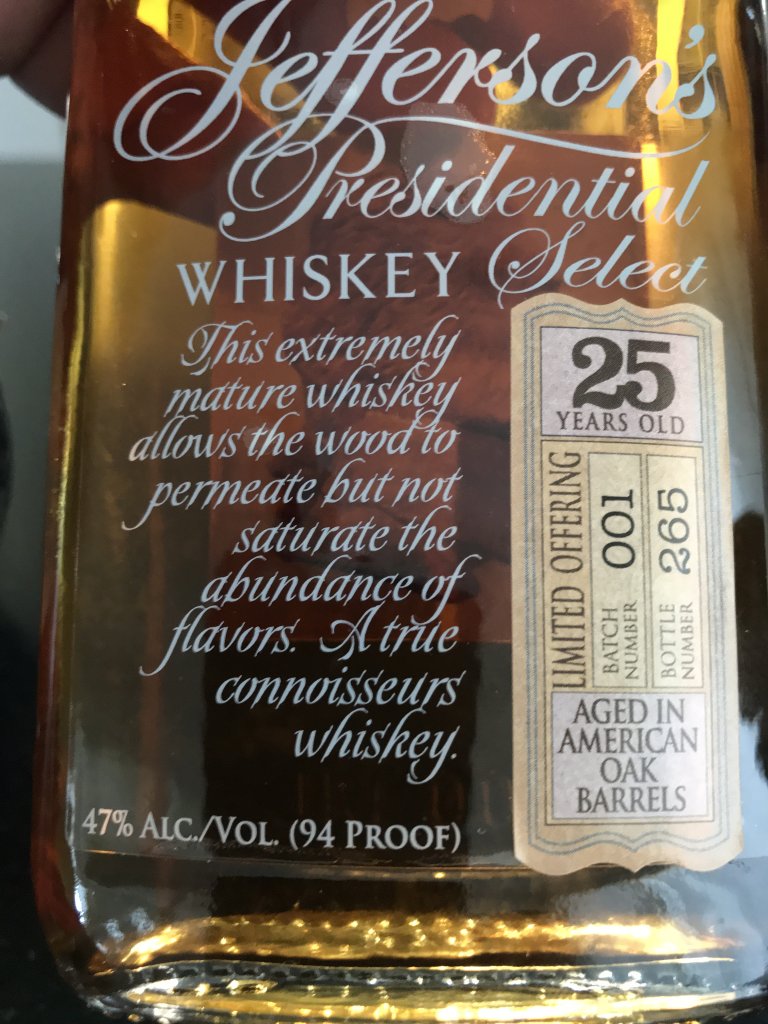 Jefferson's
Presidential
WHISKEY Select
This extremely
mature whiskey
allows the wood to
permeate but not
saturate the
abundance of
flavors. A true
connoisseurs
whiskey.
47% ALC./VOL. (94 PROOF)
25
YEARS OLD
LIMITED OFFERING
BATCH
NUMBER
001
BOTTLE
NUMBER
265
AGED IN
AMERICAN
OAK
BARRELS